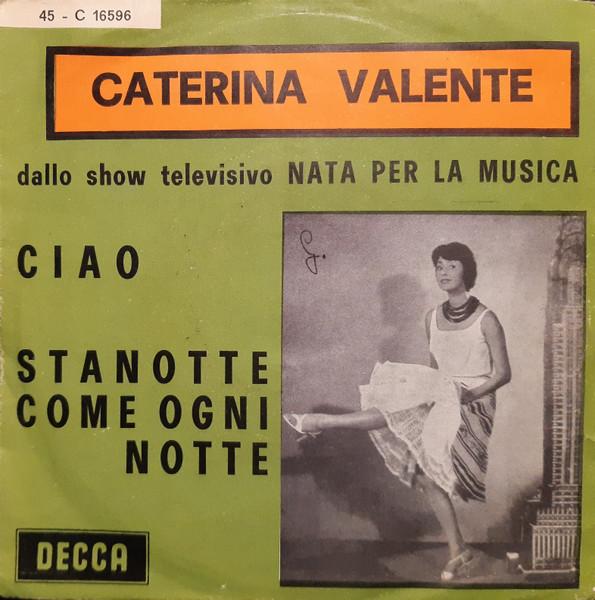 45 - C 16596
CATERINA VALENTE
dallo show televisivo NATA PER LA MUSICA
CIAO
STANOTTE
COME OGNI
NOTTE
DECCA